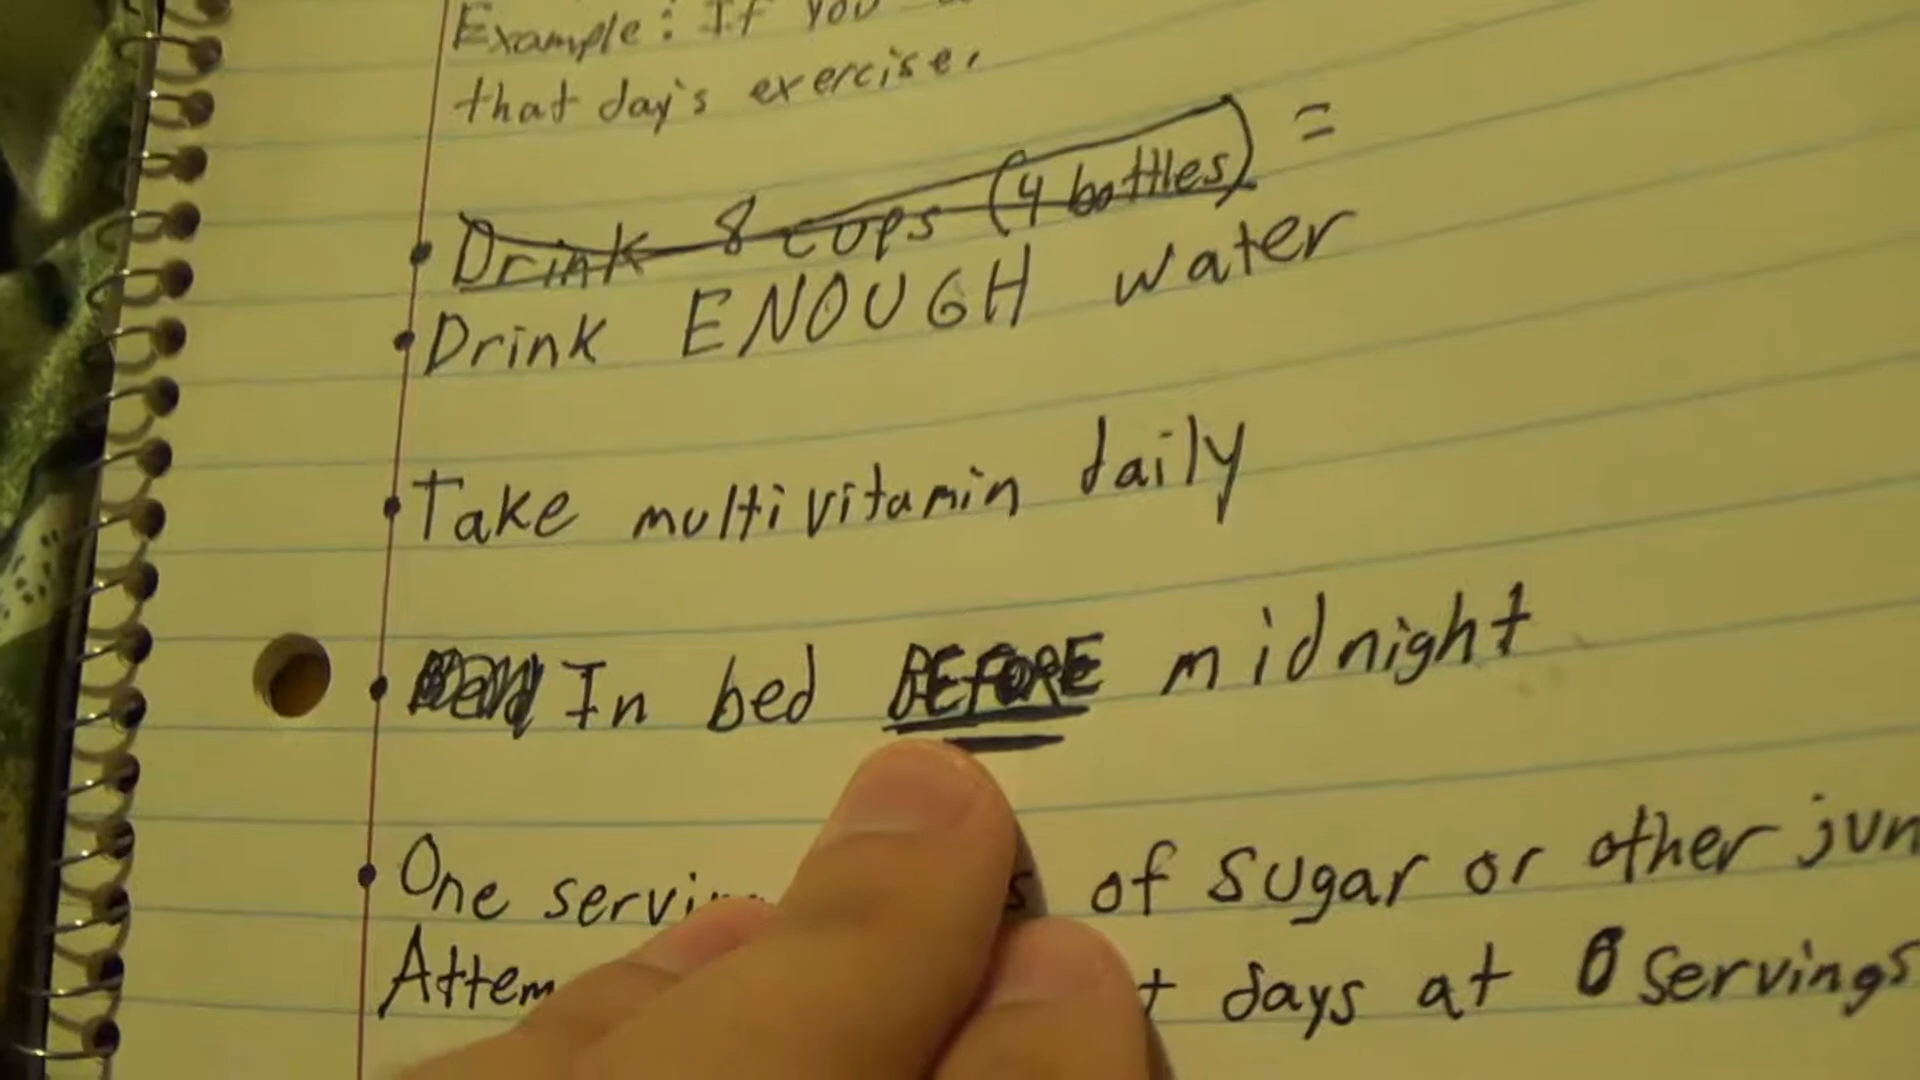 Example: If you
that day's exercise.
• Drink 8 cups (4 bottles) =
• Drink ENOUGH water
• Take multivitamin daily
• In bed BEFORE midnight
• One of sugar or other
days at 0 servings